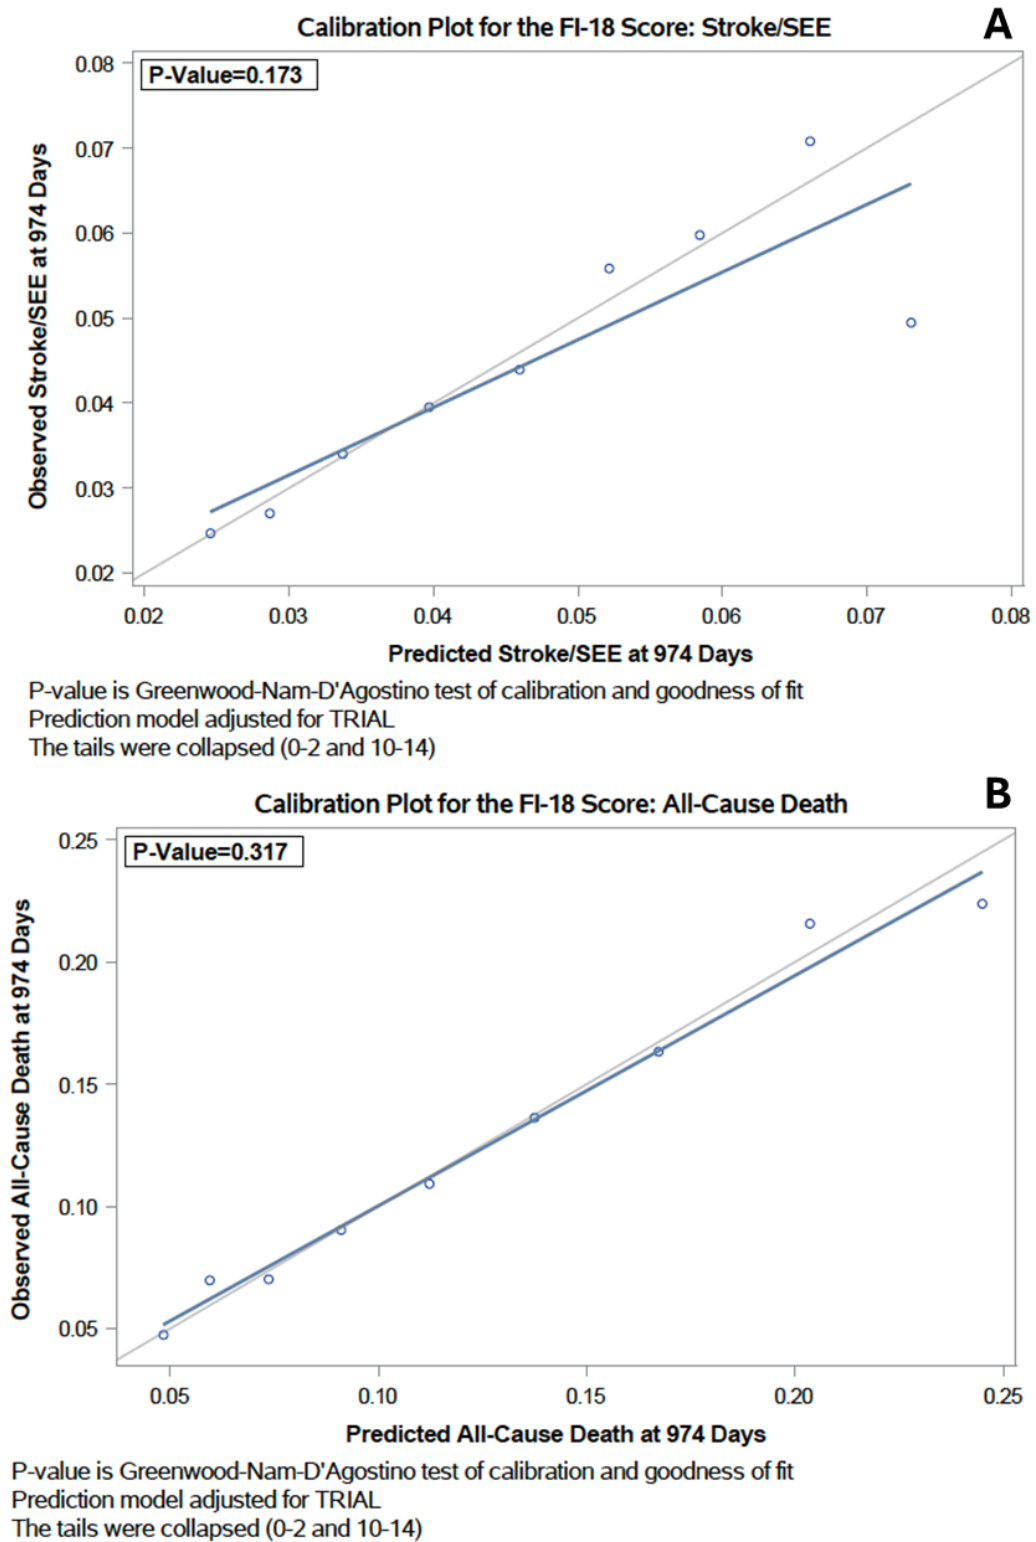 Calibration Plot for the FI-18 Score: Stroke/SEE
A
P-Value=0.173
0.08
0.07
0.06
0.05
0.04
0.03
0.02
Observed Stroke/SEE at 974 Days
0.02 0.03 0.04 0.05 0.06 0.07 0.08
Predicted Stroke/SEE at 974 Days
P-value is Greenwood-Nam-D'Agostino test of calibration and goodness of fit
Prediction model adjusted for TRIAL
The tails were collapsed (0-2 and 10-14)
Calibration Plot for the FI-18 Score: All-Cause Death
B
P-Value=0.317
0.25
0.20
0.15
0.10
0.05
Observed All-Cause Death at 974 Days
0.05 0.10 0.15 0.20 0.25
Predicted All-Cause Death at 974 Days
P-value is Greenwood-Nam-D'Agostino test of calibration and goodness of fit
Prediction model adjusted for TRIAL
The tails were collapsed (0-2 and 10-14)